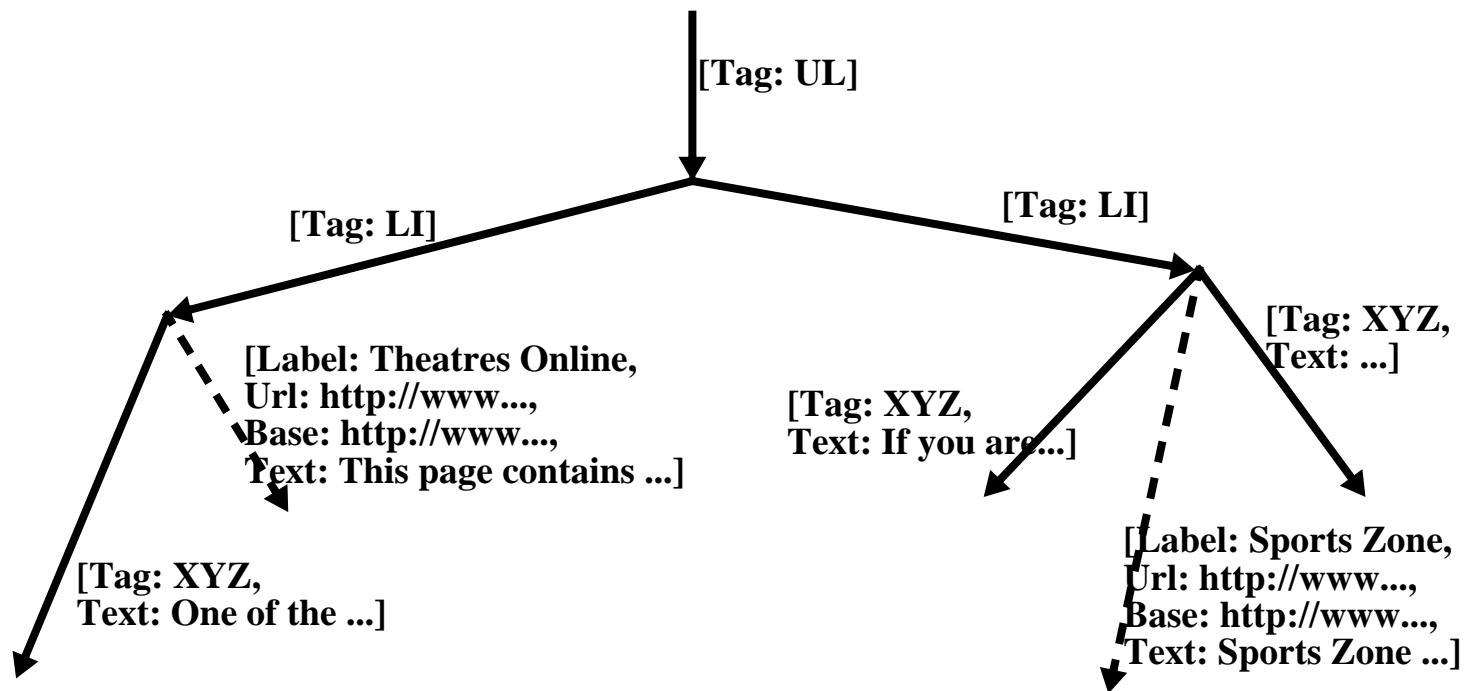 [Tag: UL]
[Tag: LI]
[Tag: LI]
[Label: Theatres Online,
Url: http://www...,
Base: http://www...,
Text: This page contains ...]
[Tag: XYZ,
Text: ...]
[Tag: XYZ,
Text: If you are...]
[Tag: XYZ,
Text: One of the ...]
[Label: Sports Zone,
Url: http://www...,
Base: http://www...,
Text: Sports Zone ...]